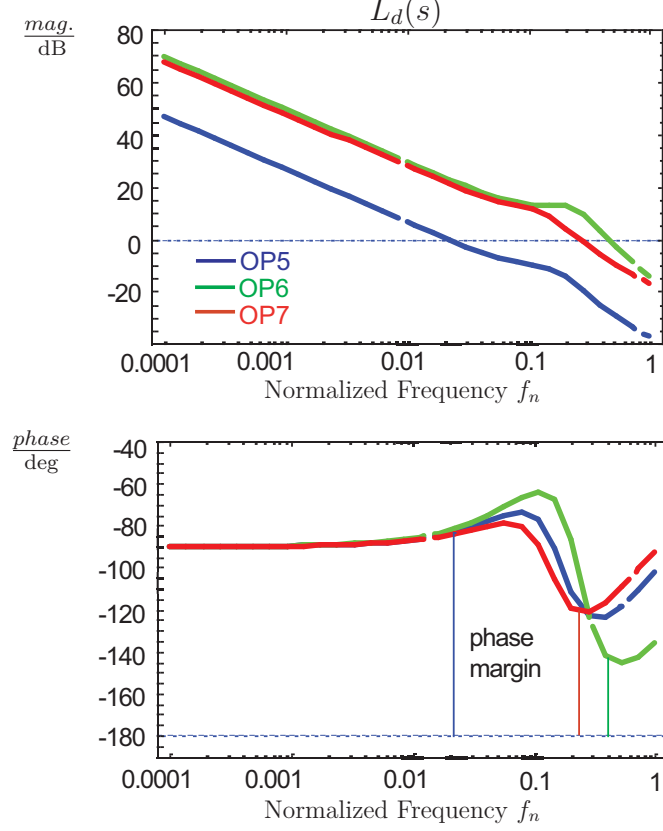 L_d(s)
mag.
dB
80
60
40
20
0
-20
OP5
OP6
OP7
0.0001 0.001 0.01 0.1 1
Normalized Frequency f_n
phase
deg
-40
-60
-80
-100
-120
-140
-160
-180
phase
margin
0.0001 0.001 0.01 0.1 1
Normalized Frequency f_n